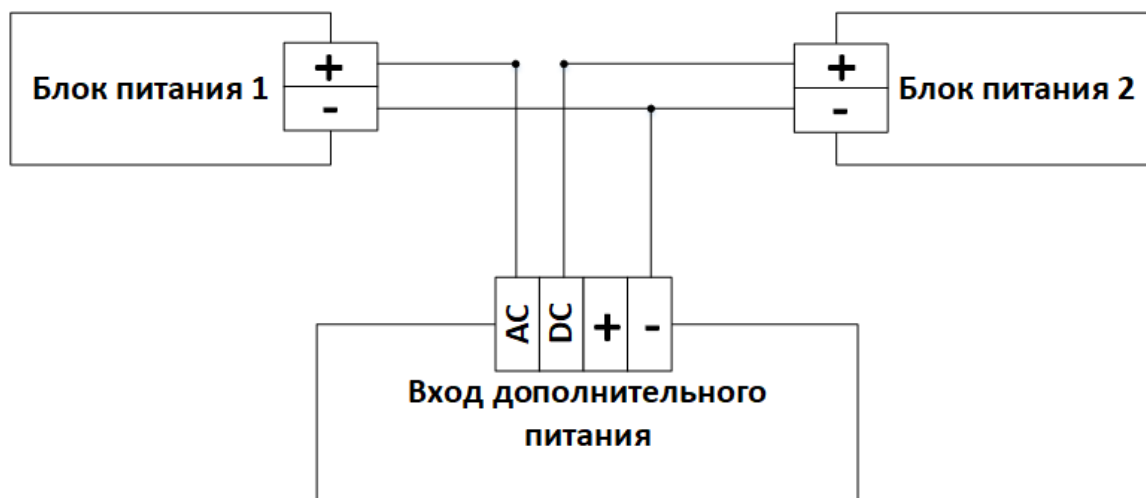 Блок питания 1
+
-
+
-
Блок питания 2
AC DC + -
Вход дополнительного
питания